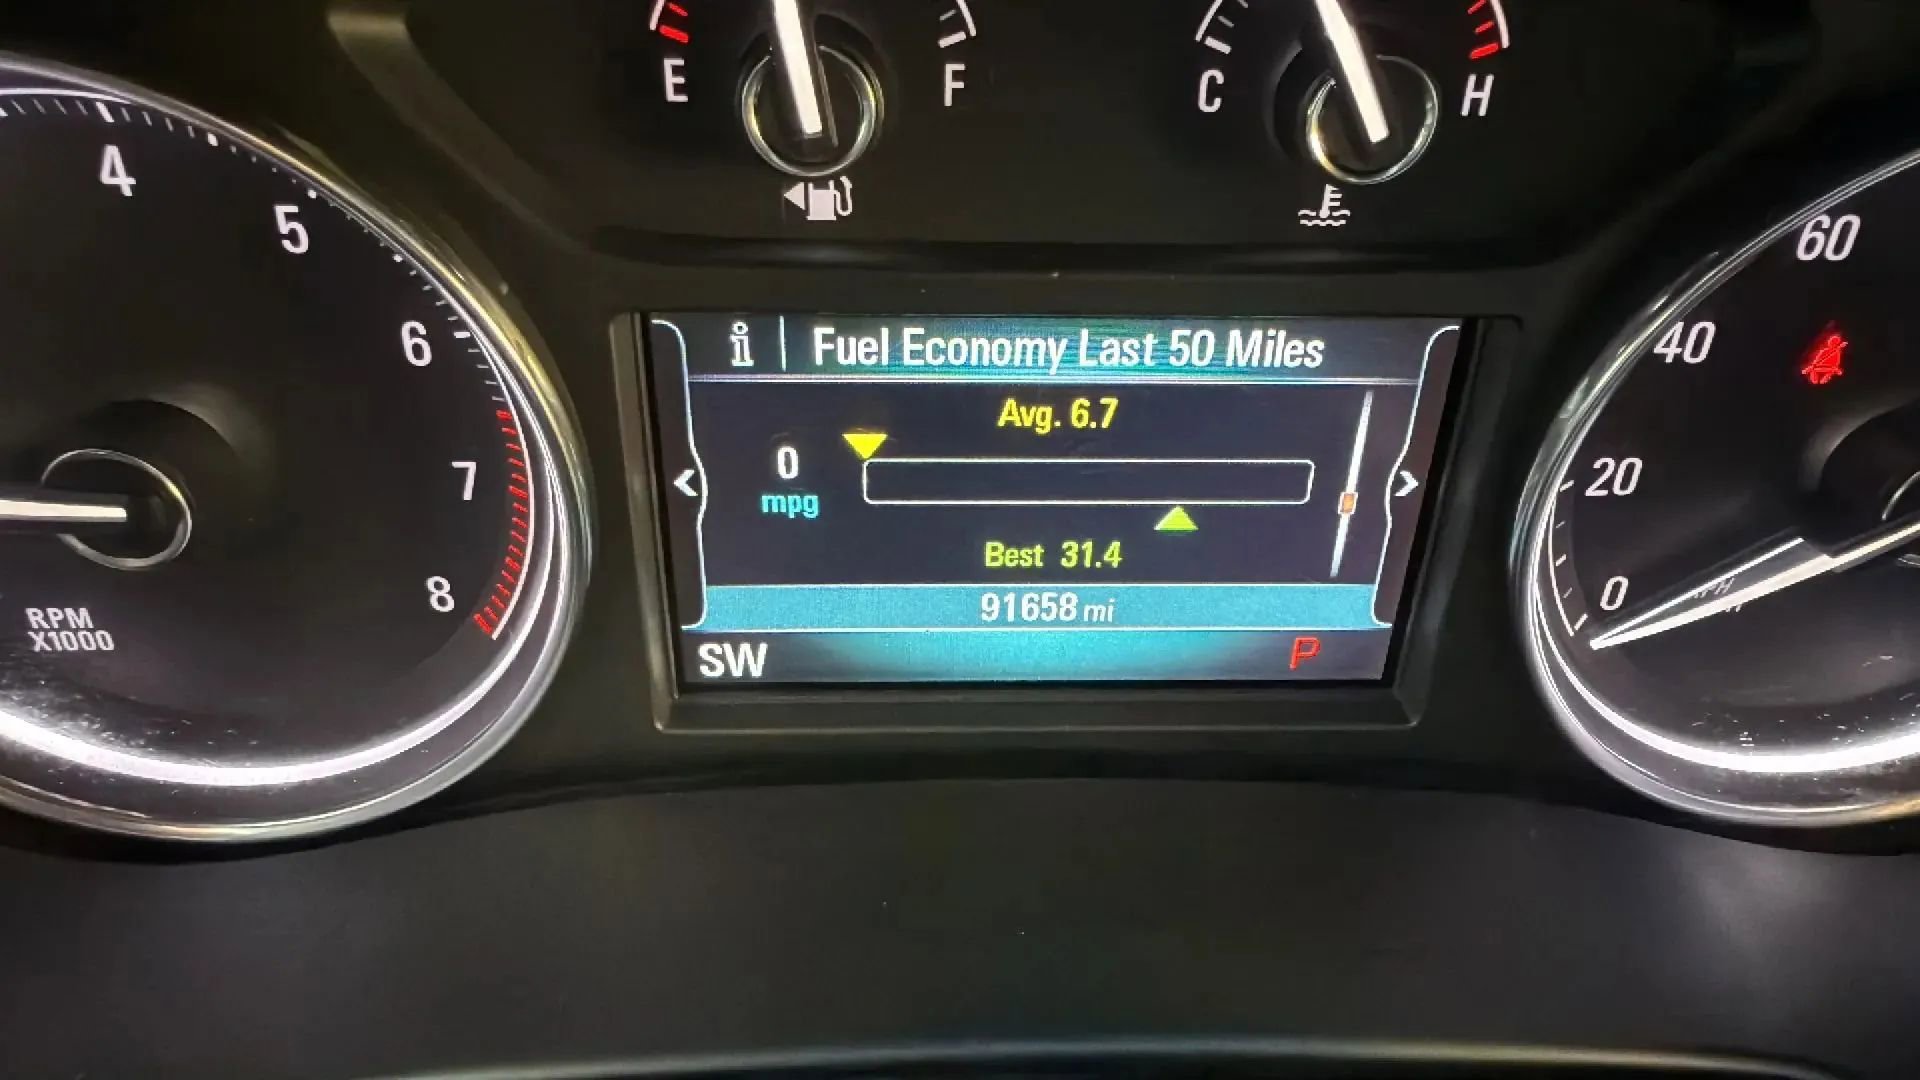 E F C H
4
5
6
7
8
RPM
X1000
i Fuel Economy Last 50 Miles
Avg. 6.7
0
mpg
Best 31.4
91658 mi
SW P
60
40
20
0